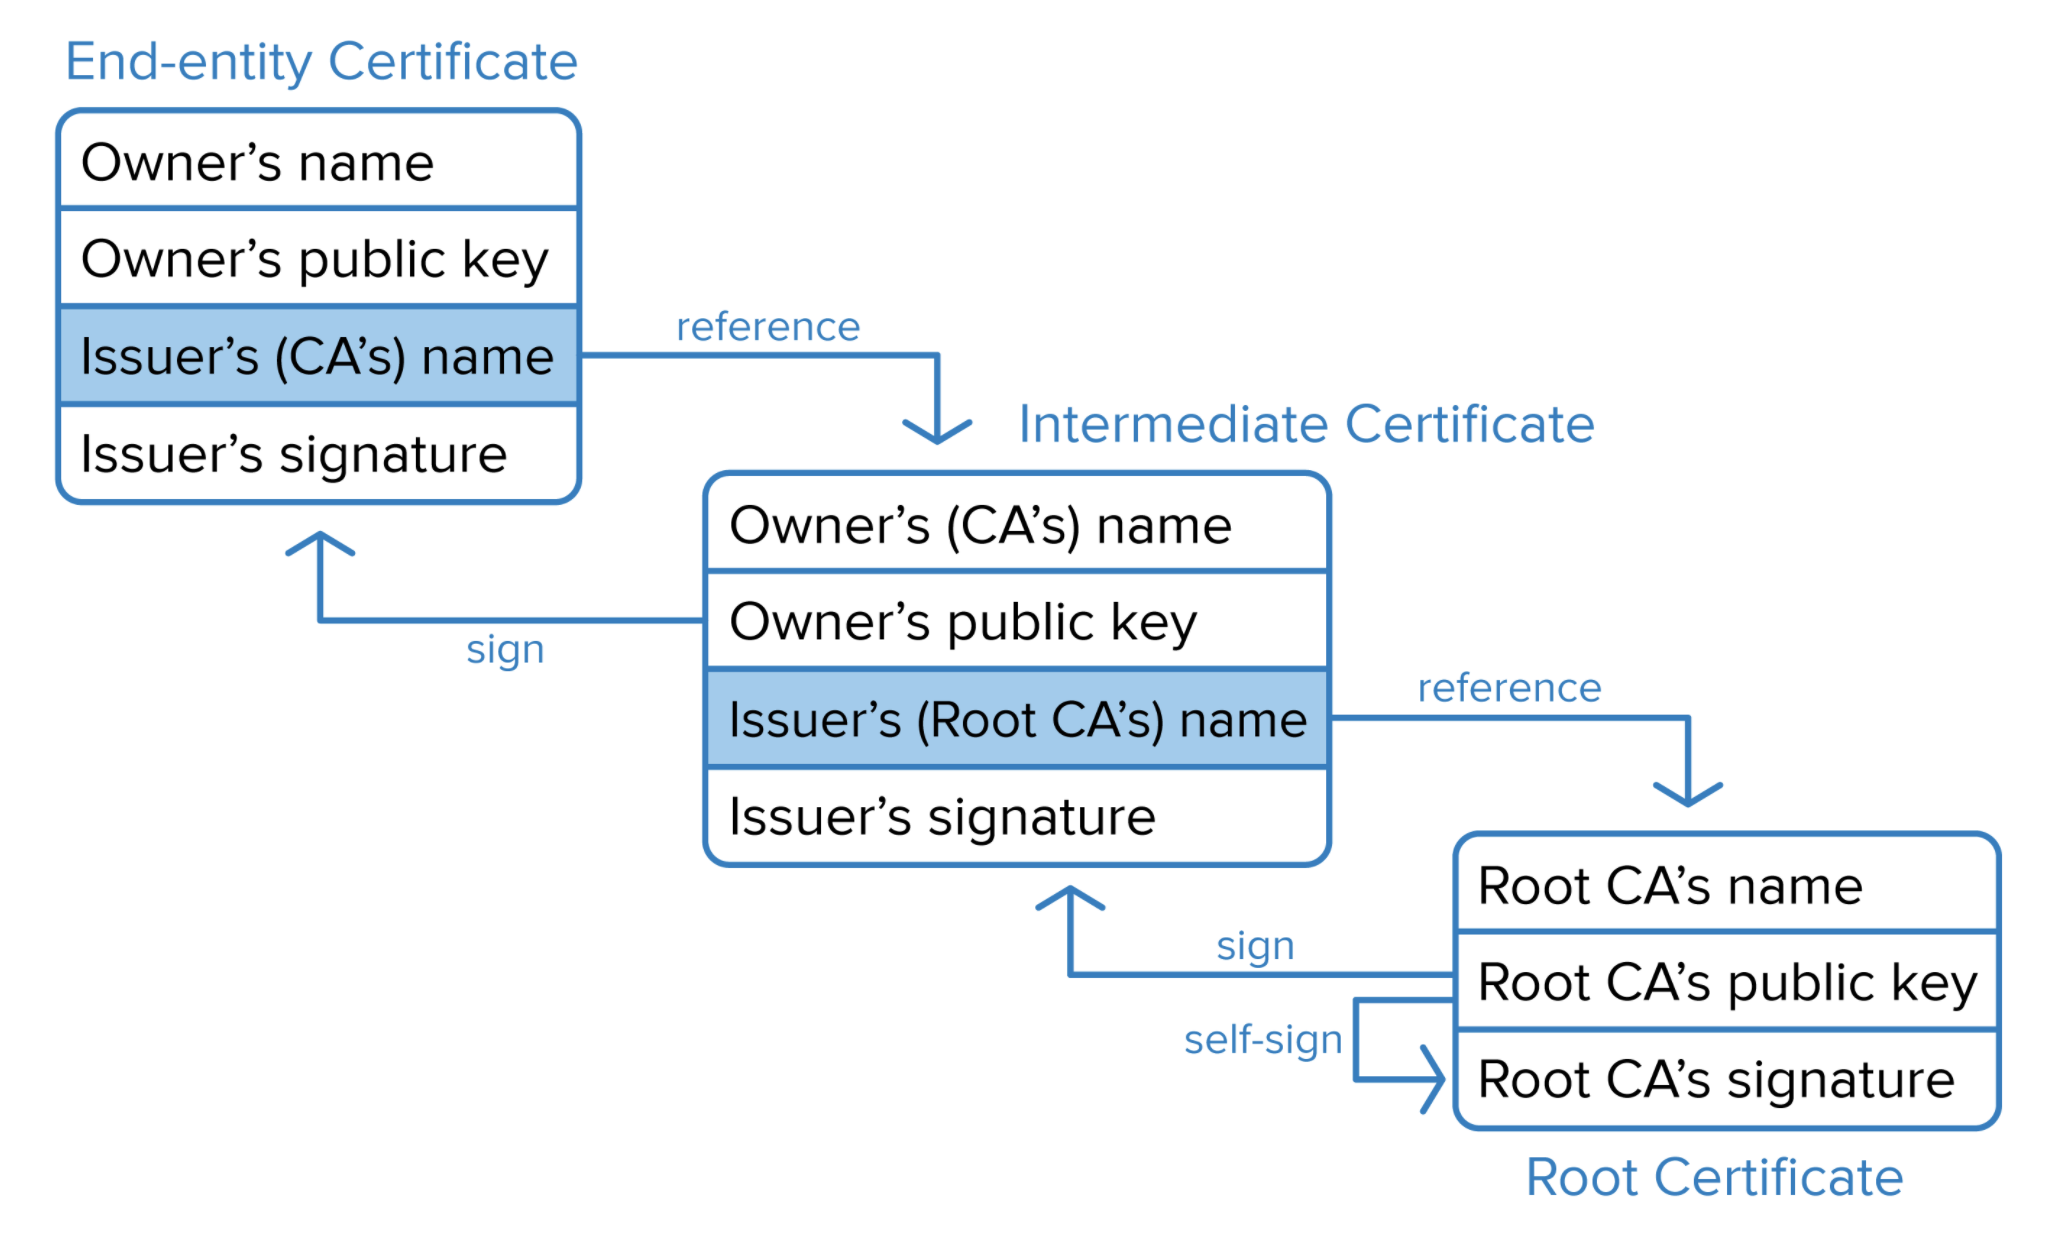 End-entity Certificate
Owner’s name
Owner’s public key
Issuer’s (CA’s) name
Issuer’s signature
reference
sign
Intermediate Certificate
Owner’s (CA’s) name
Owner’s public key
Issuer’s (Root CA’s) name
Issuer’s signature
reference
sign
self-sign
Root CA’s name
Root CA’s public key
Root CA’s signature
Root Certificate